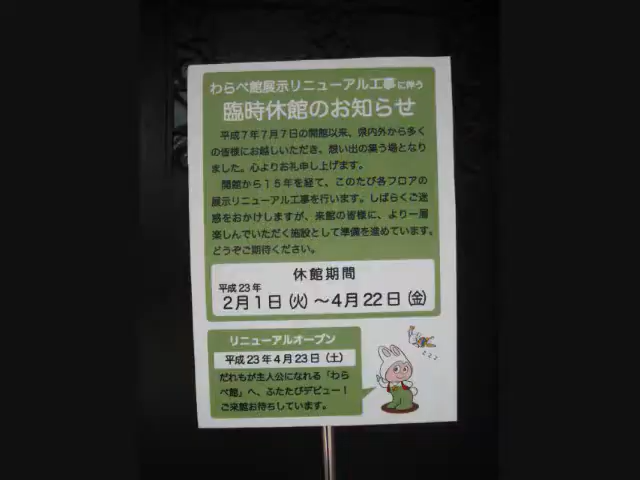 わらべ館展示リニューアル工事に伴う
臨時休館のお知らせ
平成7年7月7日の開館以来、県内外から多く
の皆様にお越しいただき、想い出の集う場となり
ました。心よりお礼申し上げます。
開館から15年を経て、このたび各フロアの
展示リニューアル工事を行います。しばらくご迷
惑をおかけしますが、来館の皆様に、より一層
楽しんでいただく施設として準備を進めています。
どうぞご期待ください。
休館期間
平成23年
2月1日(火)〜4月22日(金)
リニューアルオープン
平成23年4月23日(土)
だれもが主人公になれる「わら
べ館」へ、ふたたびデビュー!
ご来館お待ちしています。
zzz